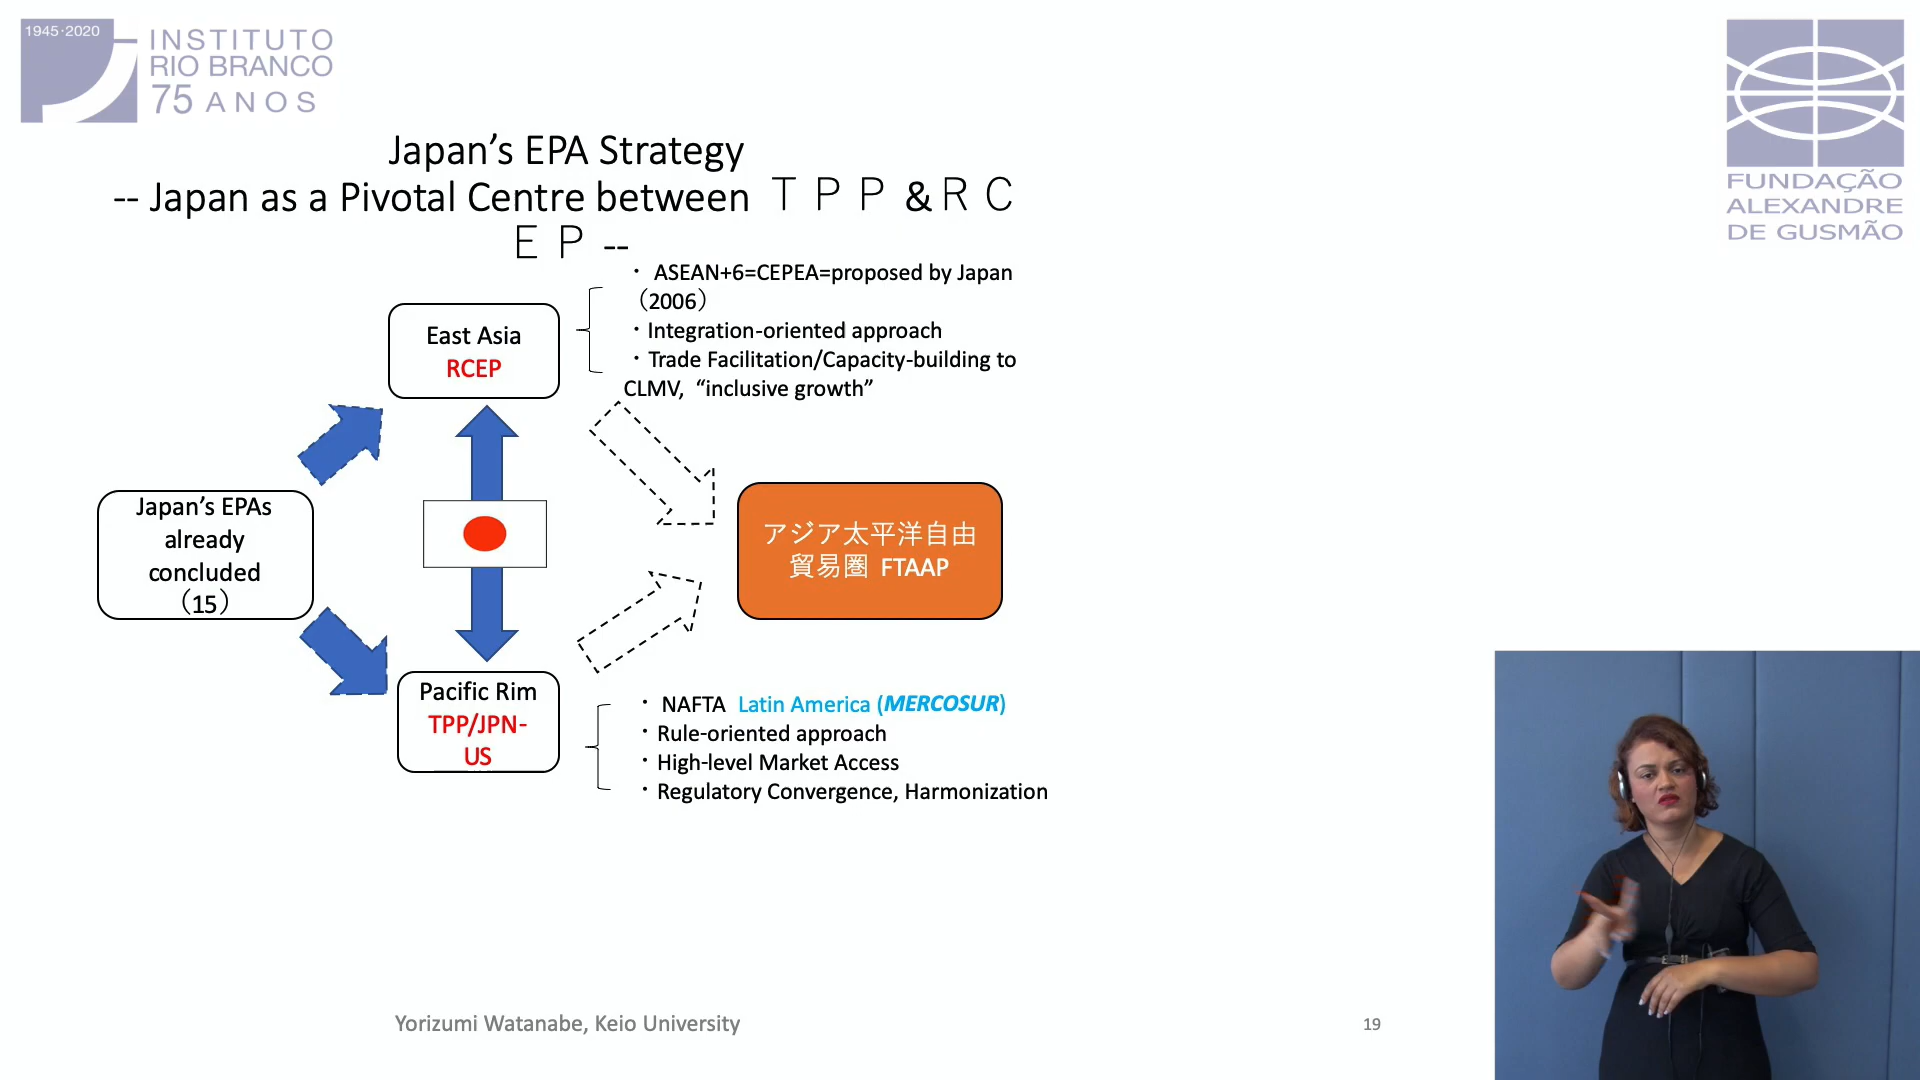 1945·2020
INSTITUTO
RIO BRANCO
75 ANOS
FUNDAÇÃO
ALEXANDRE
DE GUSMÃO
Japan’s EPA Strategy
-- Japan as a Pivotal Centre between ＴＰＰ＆ＲＣ
ＥＰ--
・ ASEAN+6=CEPEA=proposed by Japan
（2006）
・Integration-oriented approach
・Trade Facilitation/Capacity-building to
CLMV, “inclusive growth”
East Asia
RCEP
Japan’s EPAs
already
concluded
（15）
アジア太平洋自由
貿易圏 FTAAP
Pacific Rim
TPP/JPN-
US
・ NAFTA Latin America (MERCOSUR)
・Rule-oriented approach
・High-level Market Access
・Regulatory Convergence, Harmonization
Yorizumi Watanabe, Keio University
19